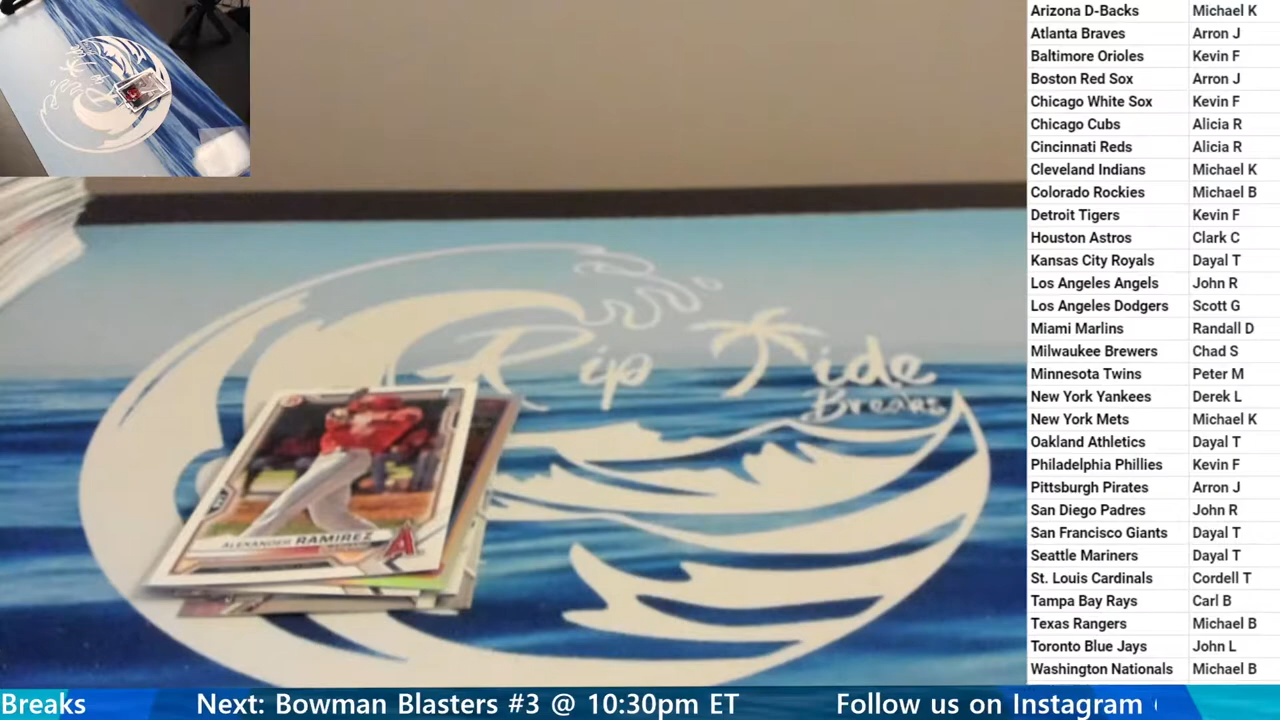 Rip Tide
Breaks
ALEXANDER RAMIREZ
A
Arizona D-Backs Michael K
Atlanta Braves Arron J
Baltimore Orioles Kevin F
Boston Red Sox Arron J
Chicago White Sox Kevin F
Chicago Cubs Alicia R
Cincinnati Reds Alicia R
Cleveland Indians Michael K
Colorado Rockies Michael B
Detroit Tigers Kevin F
Houston Astros Clark C
Kansas City Royals Dayal T
Los Angeles Angels John R
Los Angeles Dodgers Scott G
Miami Marlins Randall D
Milwaukee Brewers Chad S
Minnesota Twins Peter M
New York Yankees Derek L
New York Mets Michael K
Oakland Athletics Dayal T
Philadelphia Phillies Kevin F
Pittsburgh Pirates Arron J
San Diego Padres John R
San Francisco Giants Dayal T
Seattle Mariners Dayal T
St. Louis Cardinals Cordell T
Tampa Bay Rays Carl B
Texas Rangers Michael B
Toronto Blue Jays John L
Washington Nationals Michael B
Breaks Next: Bowman Blasters #3 @ 10:30pm ET Follow us on Instagram